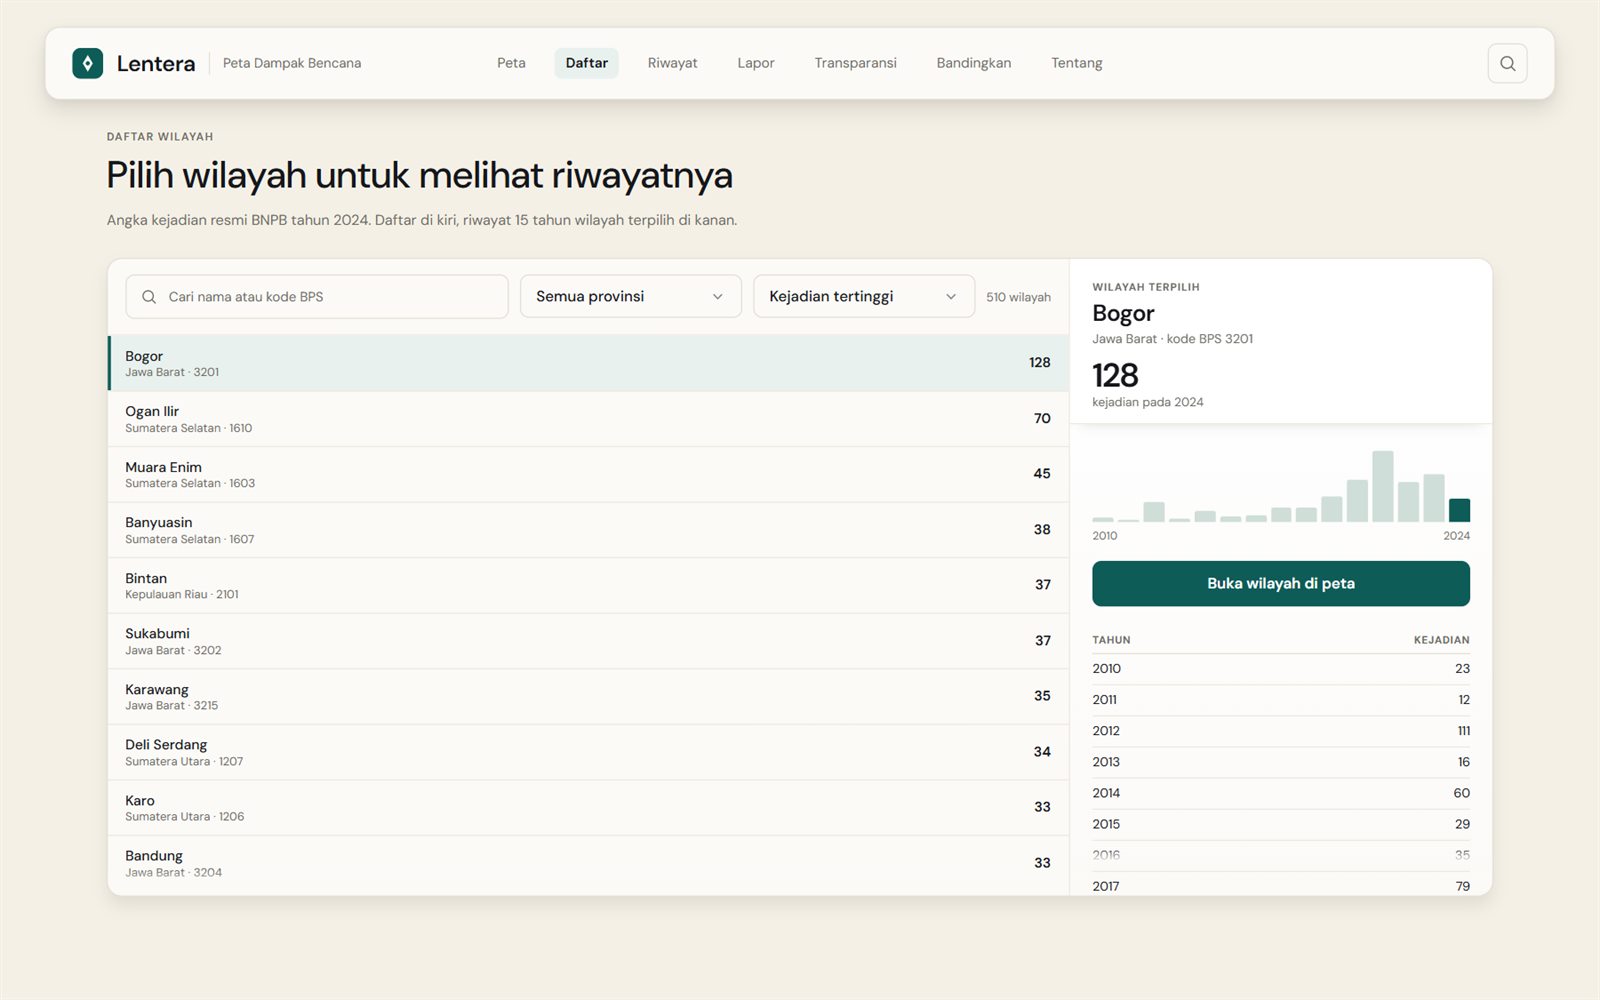 Lentera
Peta Dampak Bencana
Peta
Daftar
Riwayat
Lapor
Transparansi
Bandingkan
Tentang
DAFTAR WILAYAH
Pilih wilayah untuk melihat riwayatnya
Angka kejadian resmi BNPB tahun 2024. Daftar di kiri, riwayat 15 tahun wilayah terpilih di kanan.
Cari nama atau kode BPS
Semua provinsi
Kejadian tertinggi
510 wilayah
Bogor
Jawa Barat · 3201
128
Ogan Ilir
Sumatera Selatan · 1610
70
Muara Enim
Sumatera Selatan · 1603
45
Banyuasin
Sumatera Selatan · 1607
38
Bintan
Kepulauan Riau · 2101
37
Sukabumi
Jawa Barat · 3202
37
Karawang
Jawa Barat · 3215
35
Deli Serdang
Sumatera Utara · 1207
34
Karo
Sumatera Utara · 1206
33
Bandung
Jawa Barat · 3204
33
WILAYAH TERPILIH
Bogor
Jawa Barat · kode BPS 3201
128
kejadian pada 2024
2010
2024
Buka wilayah di peta
TAHUN KEJADIAN
2010 23
2011 12
2012 111
2013 16
2014 60
2015 29
2016 35
2017 79